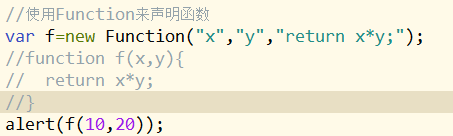 //使用Function来声明函数
var f=new Function("x","y","return x*y;");
//function f(x,y){
//  return x*y;
//}
alert(f(10,20));